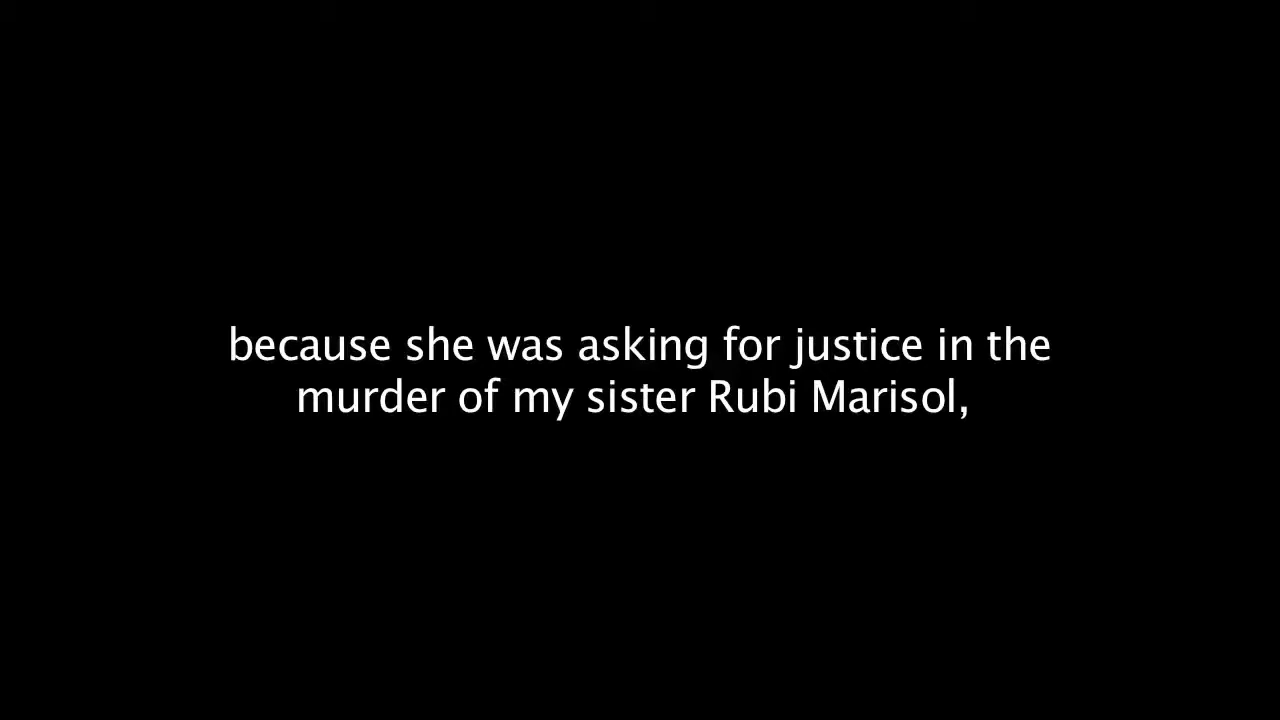 because she was asking for justice in the
murder of my sister Rubi Marisol,